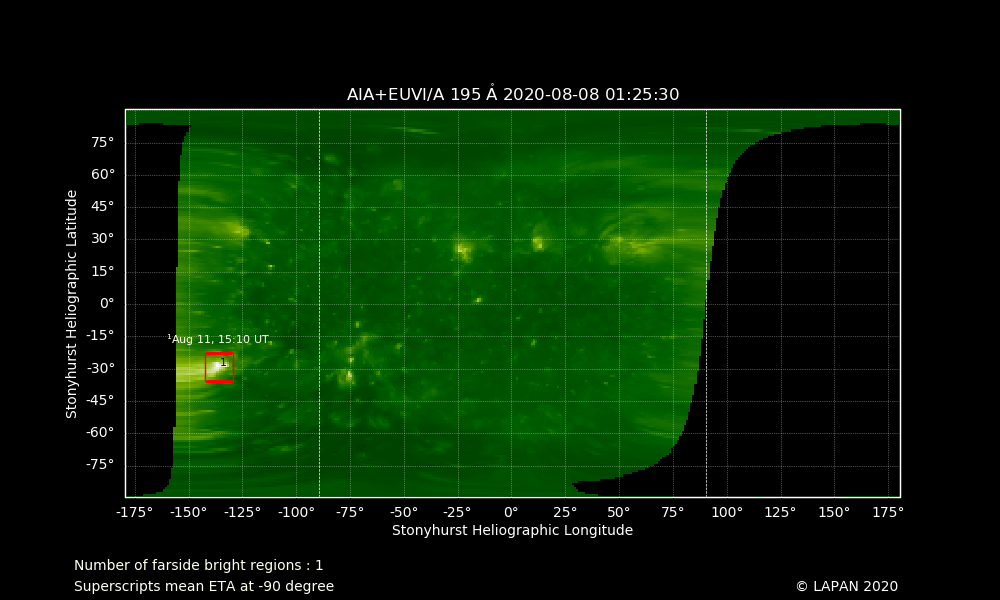 AIA+EUVI/A 195 Å 2020-08-08 01:25:30
Stonyhurst Heliographic Latitude
75°
60°
45°
30°
15°
0°
-15°
-30°
-45°
-60°
-75°
¹Aug 11, 15:10 UT
1
-175° -150° -125° -100° -75° -50° -25° 0° 25° 50° 75° 100° 125° 150° 175°
Stonyhurst Heliographic Longitude
Number of farside bright regions : 1
Superscripts mean ETA at -90 degree
© LAPAN 2020